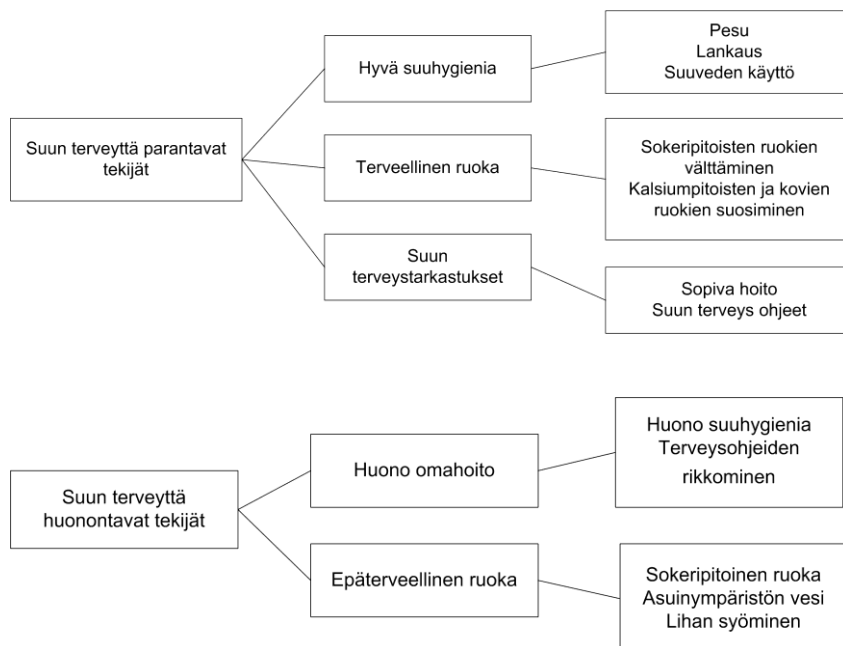 Suun terveyttä parantavat
tekijät
Hyvä suuhygienia
Pesu
Lankaus
Suuveden käyttö
Terveellinen ruoka
Sokeripitoisten ruokien
välttäminen
Kalsiumpitoisten ja kovien
ruokien suosiminen
Suun
terveystarkastukset
Sopiva hoito
Suun terveys ohjeet
Suun terveyttä
huonontavat tekijät
Huono omahoito
Huono suuhygienia
Terveysohjeiden
rikkominen
Epäterveellinen ruoka
Sokeripitoinen ruoka
Asuinympäristön vesi
Lihan syöminen